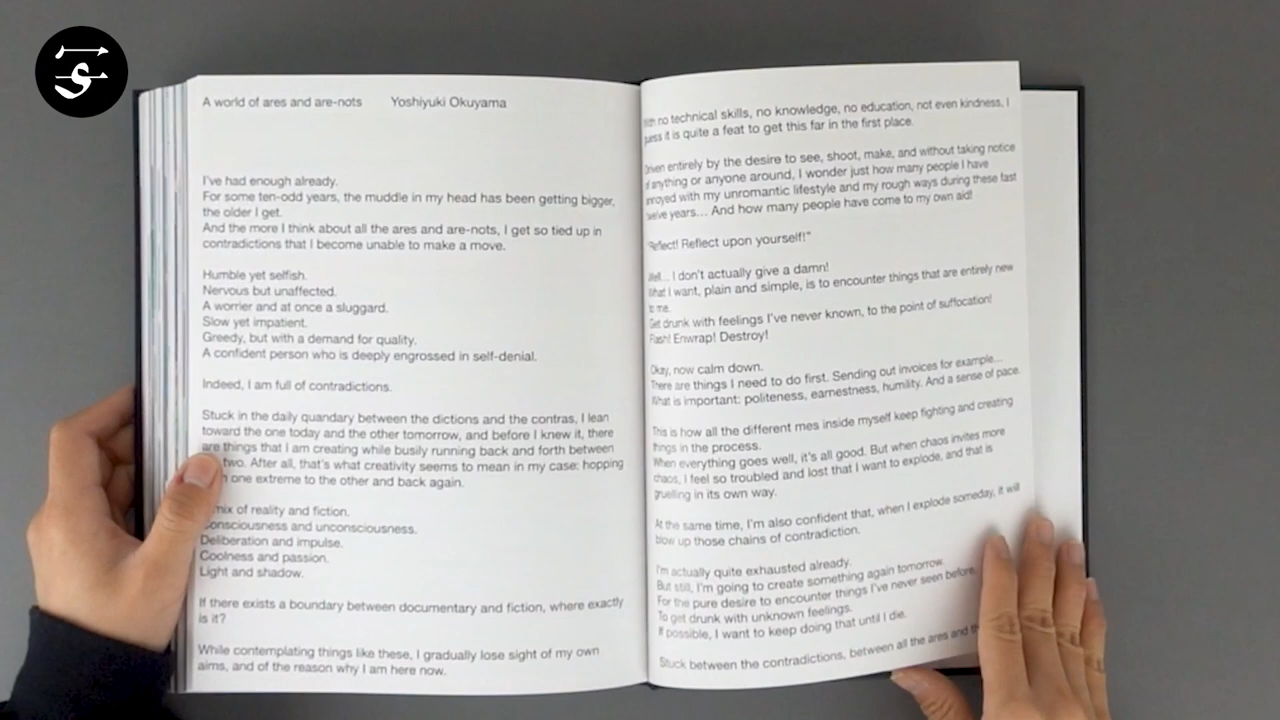 A world of ares and are-nots Yoshiyuki Okuyama
I've had enough already.
For some ten-odd years, the muddle in my head has been getting bigger,
the older I get.
And the more I think about all the ares and are-nots, I get so tied up in
contradictions that I become unable to make a move.
Humble yet selfish.
Nervous but unaffected.
A worrier and at once a sluggard.
Slow yet impatient.
Greedy, but with a demand for quality.
A confident person who is deeply engrossed in self-denial.
Indeed, I am full of contradictions.
Stuck in the daily quandary between the dictions and the contras, I lean
toward the one today and the other tomorrow, and before I knew it, there
are things that I am creating while busily running back and forth between
two. After all, that's what creativity seems to mean in my case: hopping
one extreme to the other and back again.
mix of reality and fiction.
Consciousness and unconsciousness.
Deliberation and impulse.
Coolness and passion.
Light and shadow.
If there exists a boundary between documentary and fiction, where exactly
is it?
While contemplating things like these, I gradually lose sight of my own
aims, and of the reason why I am here now.
With no technical skills, no knowledge, no education, not even kindness, I
guess it is quite a feat to get this far in the first place.
Driven entirely by the desire to see, shoot, make, and without taking notice
of anything or anyone around, I wonder just how many people I have
annoyed with my unromantic lifestyle and my rough ways during these fast
twelve years... And how many people have come to my own aid!
"Reflect! Reflect upon yourself!"
Well... I don't actually give a damn!
What I want, plain and simple, is to encounter things that are entirely new
to me.
Get drunk with feelings I've never known, to the point of suffocation!
Flash! Enwrap! Destroy!
Okay, now calm down.
There are things I need to do first. Sending out invoices for example...
What is important: politeness, earnestness, humility. And a sense of pace.
This is how all the different mes inside myself keep fighting and creating
things in the process.
When everything goes well, it's all good. But when chaos invites more
chaos, I feel so troubled and lost that I want to explode, and that is
gruelling in its own way.
At the same time, I'm also confident that, when I explode someday, it will
blow up those chains of contradiction.
I'm actually quite exhausted already.
But still, I'm going to create something again tomorrow.
For the pure desire to encounter things I've never seen before.
To get drunk with unknown feelings.
If possible, I want to keep doing that until I die.
Stuck between the contradictions, between all the ares and